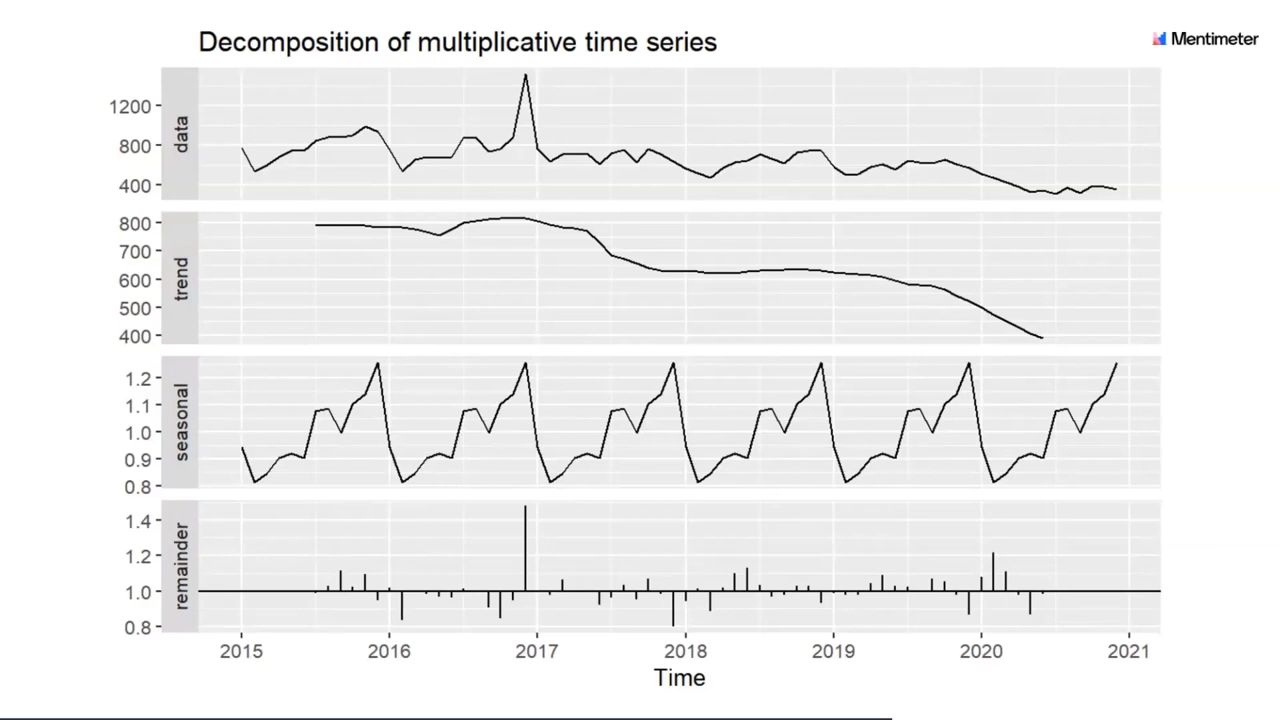 Decomposition of multiplicative time series
Mentimeter
1200
800
400
data
800
700
600
500
400
trend
1.2
1.1
1.0
0.9
0.8
seasonal
1.4
1.2
1.0
0.8
remainder
2015 2016 2017 2018 2019 2020 2021
Time